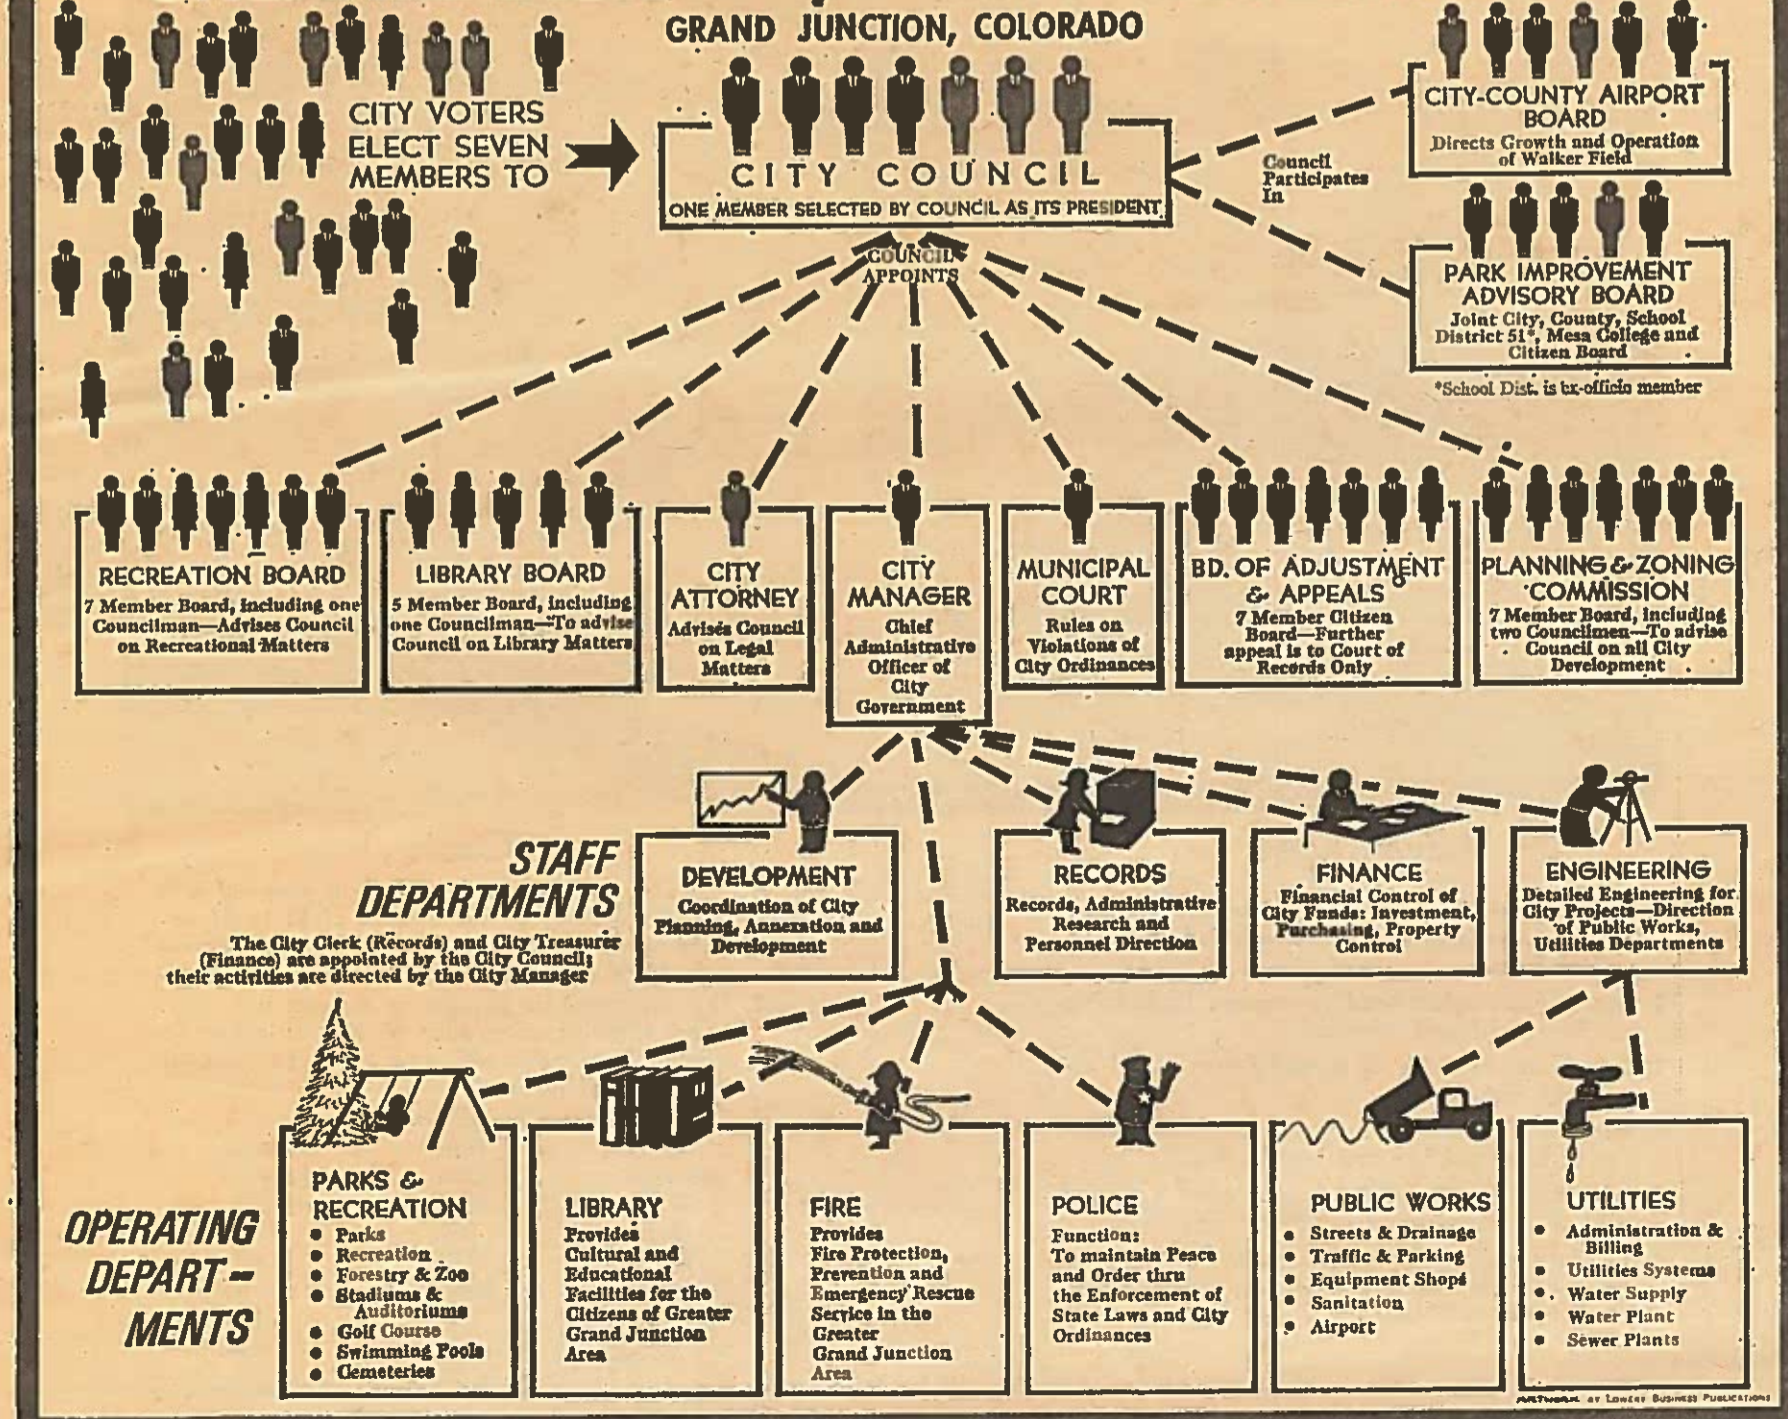 GRAND JUNCTION, COLORADO
CITY VOTERS
ELECT SEVEN
MEMBERS TO
CITY COUNCIL
ONE MEMBER SELECTED BY COUNCIL AS ITS PRESIDENT
Council
Participates
In
CITY-COUNTY AIRPORT
BOARD
Directs Growth and Operation
of Walker Field
PARK IMPROVEMENT
ADVISORY BOARD
Joint City, County, School
District 51*, Mesa College and
Citizen Board
*School Dist. is ex-officio member
COUNCIL
APPOINTS
RECREATION BOARD
7 Member Board, including one
Councilman—Advises Council
on Recreational Matters
LIBRARY BOARD
5 Member Board, including
one Councilman—To advise
Council on Library Matters
CITY
ATTORNEY
Advises Council
on Legal
Matters
CITY
MANAGER
Chief
Administrative
Officer of
City
Government
MUNICIPAL
COURT
Rules on
Violations of
City Ordinances
BD. OF ADJUSTMENT
& APPEALS
7 Member Citizen
Board—Further
appeal is to Court of
Records Only
PLANNING & ZONING
COMMISSION
7 Member Board, including
two Councilmen—To advise
Council on all City
Development
STAFF
DEPARTMENTS
The City Clerk (Records) and City Treasurer
(Finance) are appointed by the City Council;
their activities are directed by the City Manager
DEVELOPMENT
Coordination of City
Planning, Annexation and
Development
RECORDS
Records, Administrative
Research and
Personnel Direction
FINANCE
Financial Control of
City Funds: Investment,
Purchasing, Property
Control
ENGINEERING
Detailed Engineering for
City Projects—Direction
of Public Works,
Utilities Departments
OPERATING
DEPART-
MENTS
PARKS &
RECREATION
• Parks
• Recreation
• Forestry & Zoo
• Stadiums &
Auditoriums
• Golf Course
• Swimming Pools
• Cemeteries
LIBRARY
Provides
Cultural and
Educational
Facilities for the
Citizens of Greater
Grand Junction
Area
FIRE
Provides
Fire Protection,
Prevention and
Emergency Rescue
Service in the
Greater
Grand Junction
Area
POLICE
Function:
To maintain Peace
and Order thru
the Enforcement of
State Laws and City
Ordinances
PUBLIC WORKS
• Streets & Drainage
• Traffic & Parking
• Equipment Shops
• Sanitation
• Airport
UTILITIES
• Administration &
Billing
• Utilities Systems
• Water Supply
• Water Plant
• Sewer Plants
ARTWORK BY LOWERY BUSINESS PUBLICATIONS